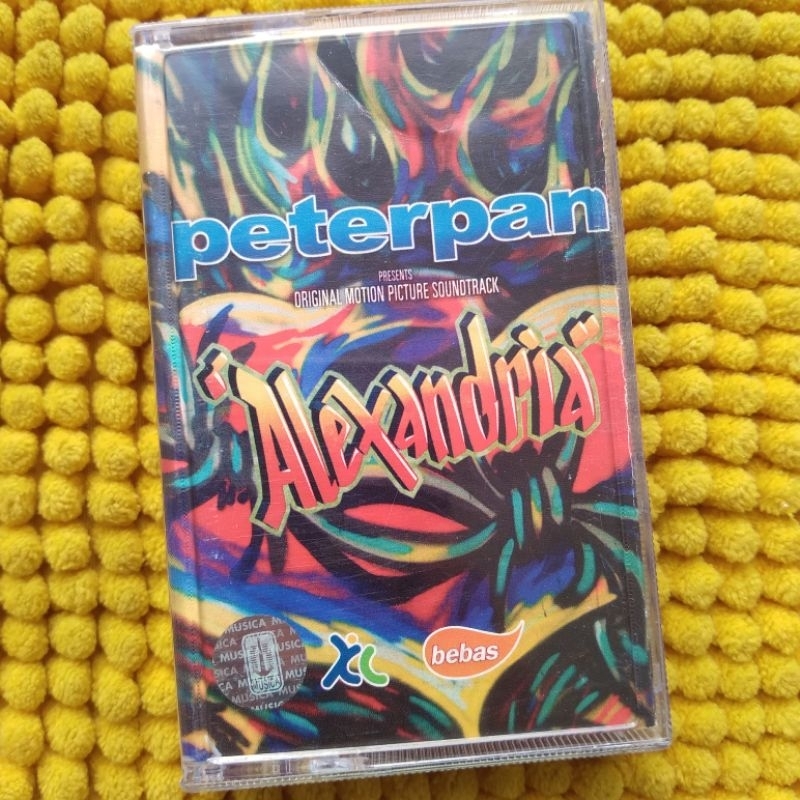 peterpan
PRESENTS
ORIGINAL MOTION PICTURE SOUNDTRACK
"Alexandria"
MUSICA
XL
bebas